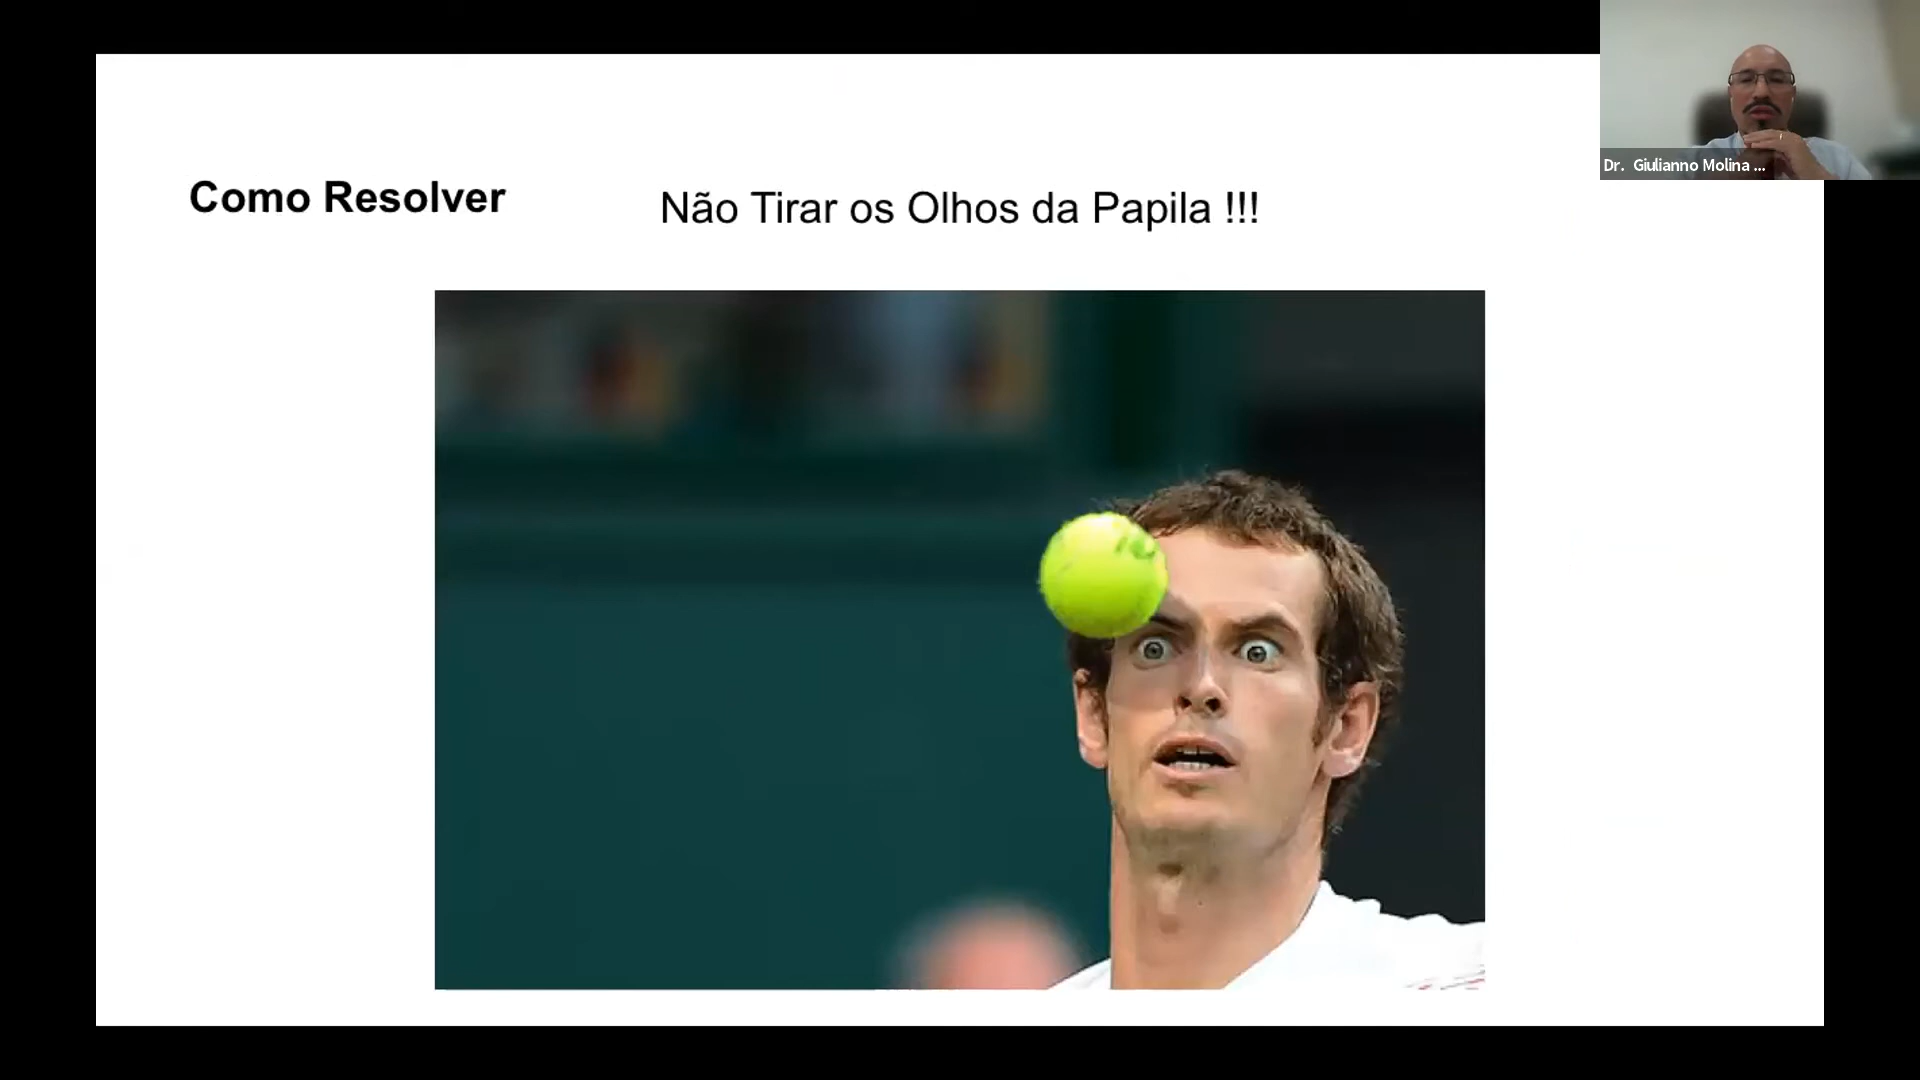 Como Resolver
Não Tirar os Olhos da Papila !!!
Dr. Giulianno Molina ...